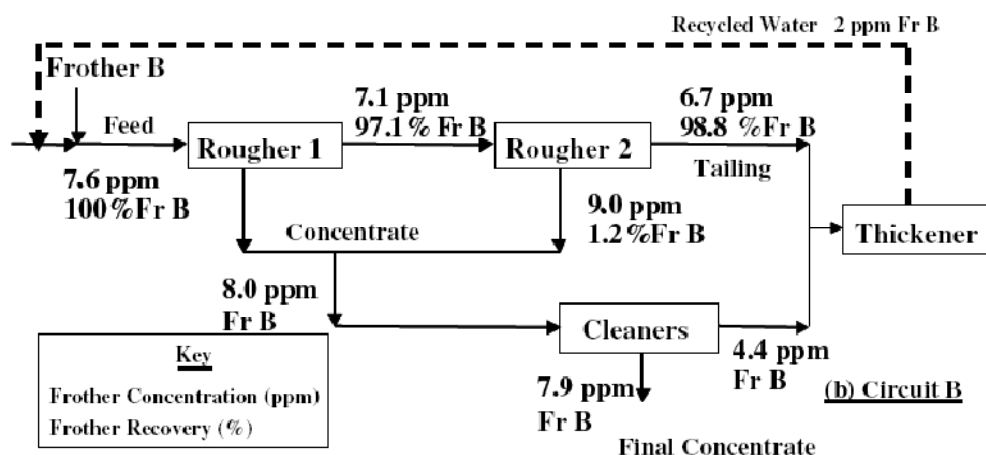 Recycled Water 2 ppm Fr B
Frother B
Feed
7.1 ppm
97.1% Fr B
6.7 ppm
98.8 %Fr B
Rougher 1
Rougher 2
Tailing
7.6 ppm
100%Fr B
9.0 ppm
1.2%Fr B
Concentrate
Thickener
8.0 ppm
Fr B
Cleaners
4.4 ppm
Fr B
7.9 ppm
Fr B
(b) Circuit B
Final Concentrate
Key
Frother Concentration (ppm)
Frother Recovery (%)